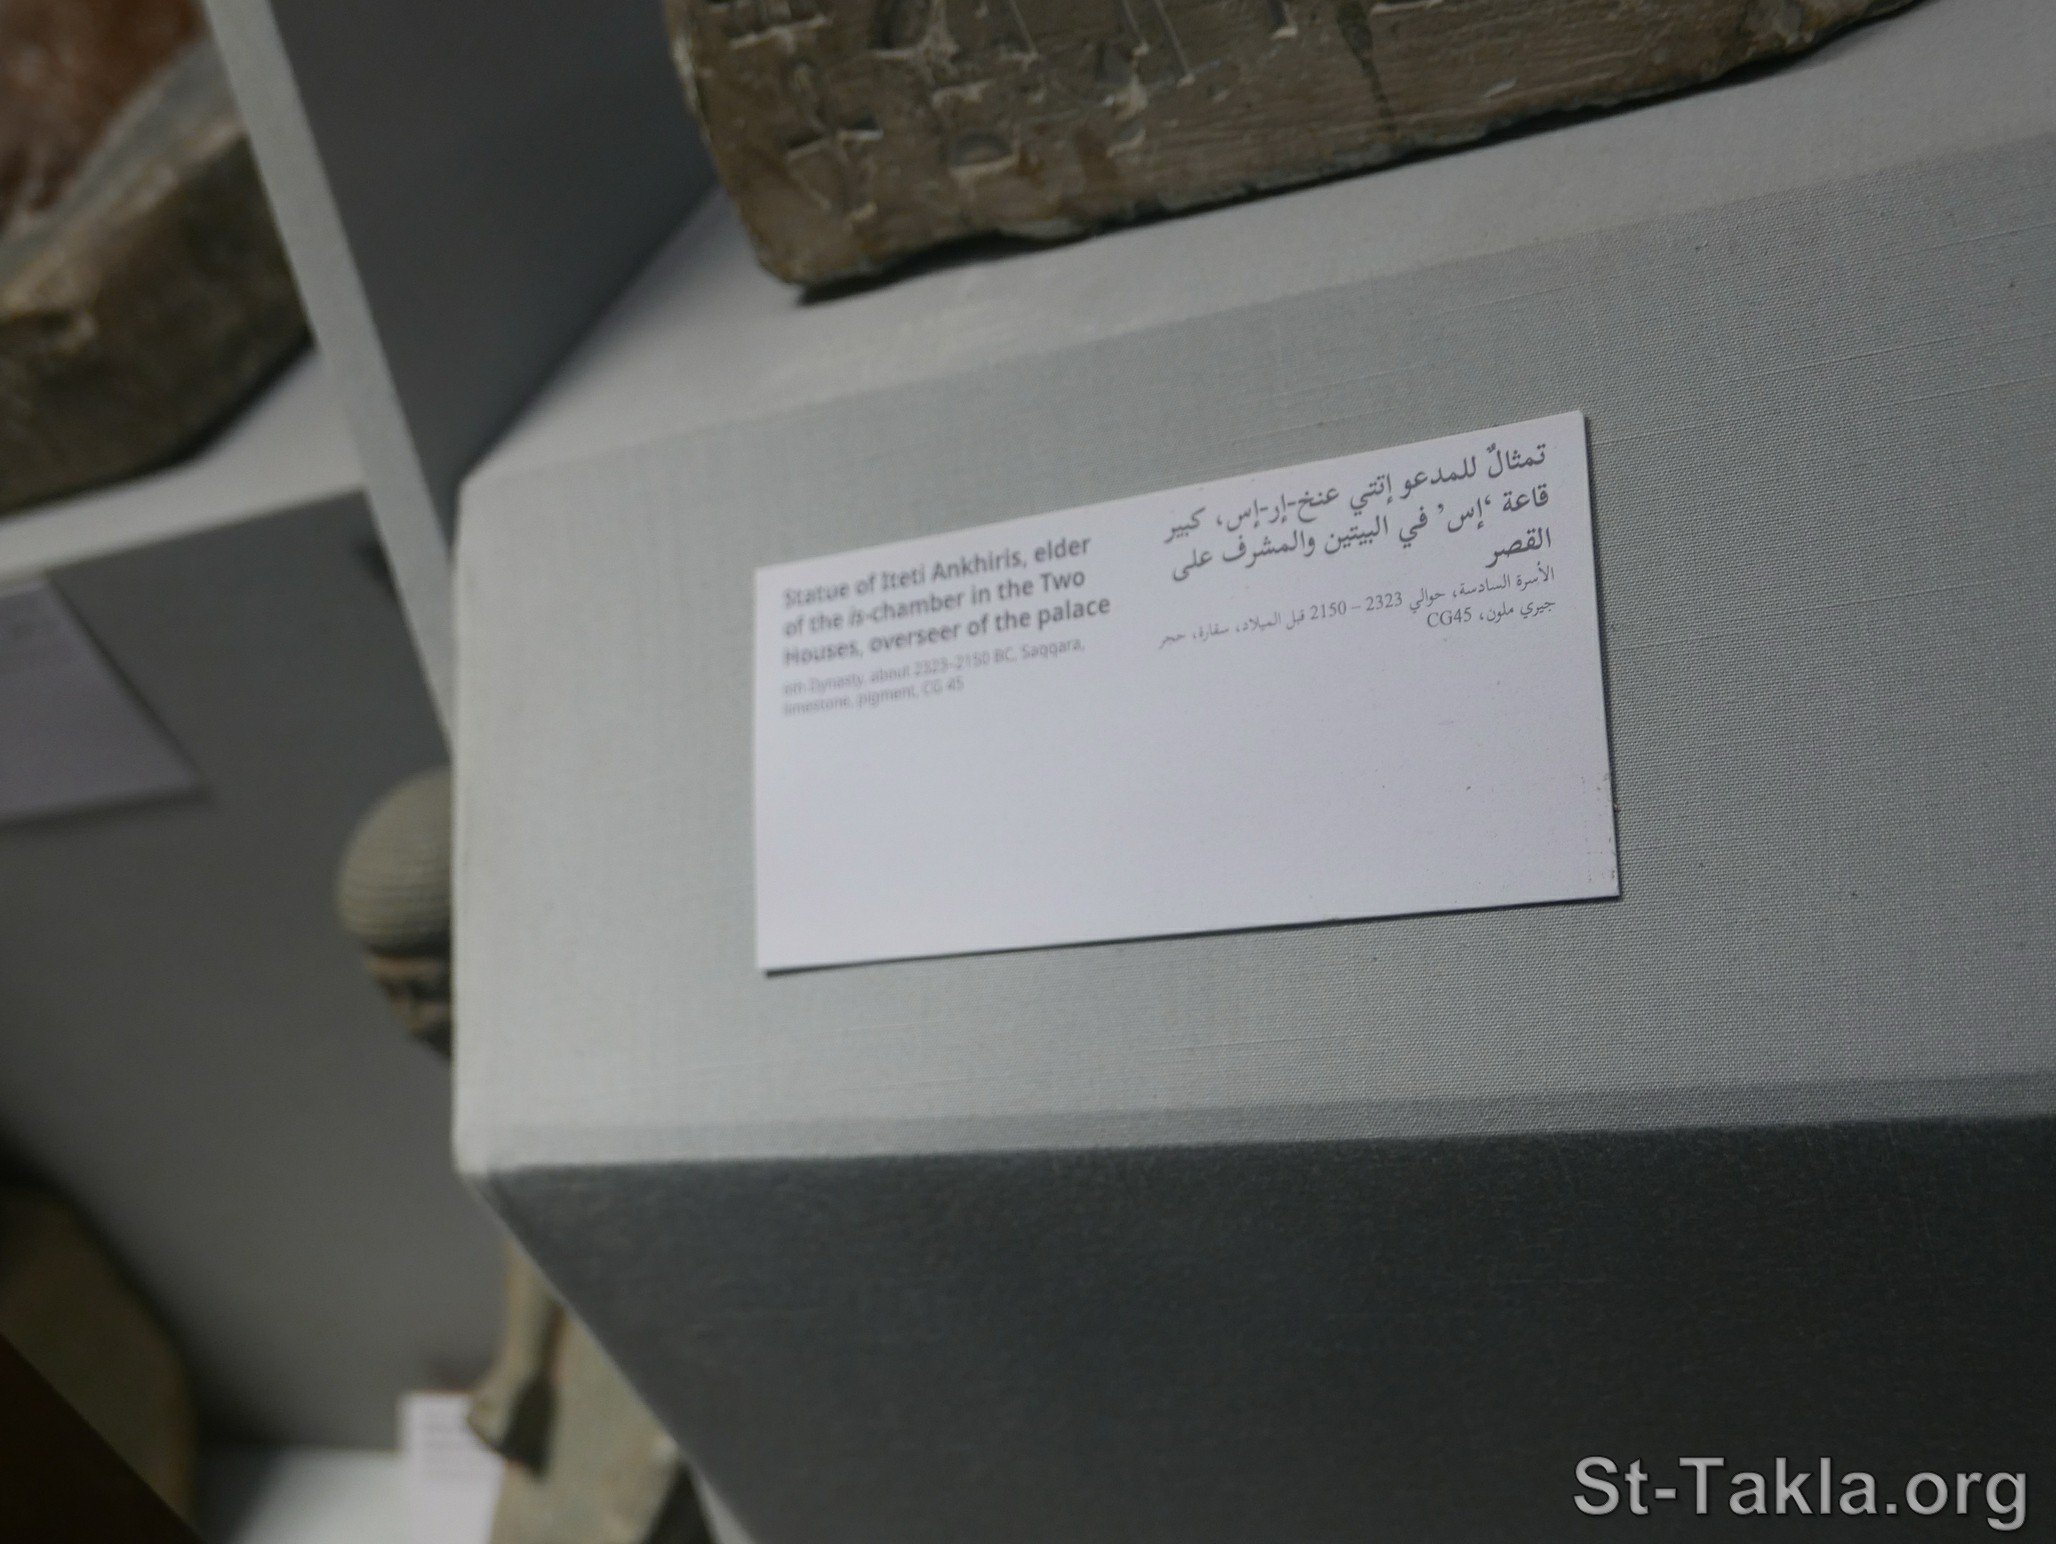 Statue of Iteti Ankhiris, elder
of the is-chamber in the Two
Houses, overseer of the palace
6th Dynasty, about 2323–2150 BC, Saqqara,
limestone, pigment, CG 45
تمثالٌ للمدعو إتتي عنخ-إر-إس، كبير
قاعة ‘إس’ في البيتين والمشرف على
القصر
الأسرة السادسة، حوالي 2323 – 2150 قبل الميلاد، سقارة، حجر
جيري ملون، CG45
St-Takla.org